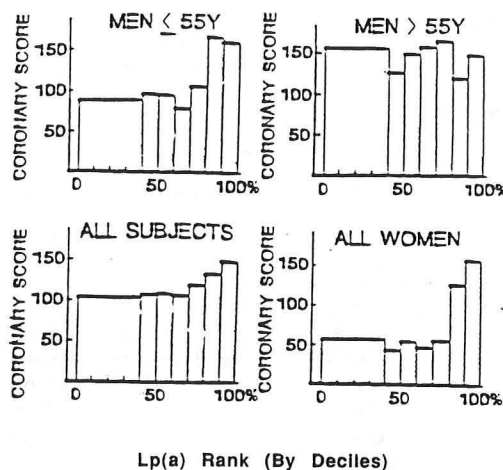 MEN ≤ 55Y
CORONARY SCORE
150
100
50
0 50 100%
MEN > 55Y
CORONARY SCORE
150
100
50
0 50 100%
ALL SUBJECTS
CORONARY SCORE
150
100
50
0 50 100%
ALL WOMEN
CORONARY SCORE
150
100
50
0 50 100%
Lp(a) Rank (By Deciles)